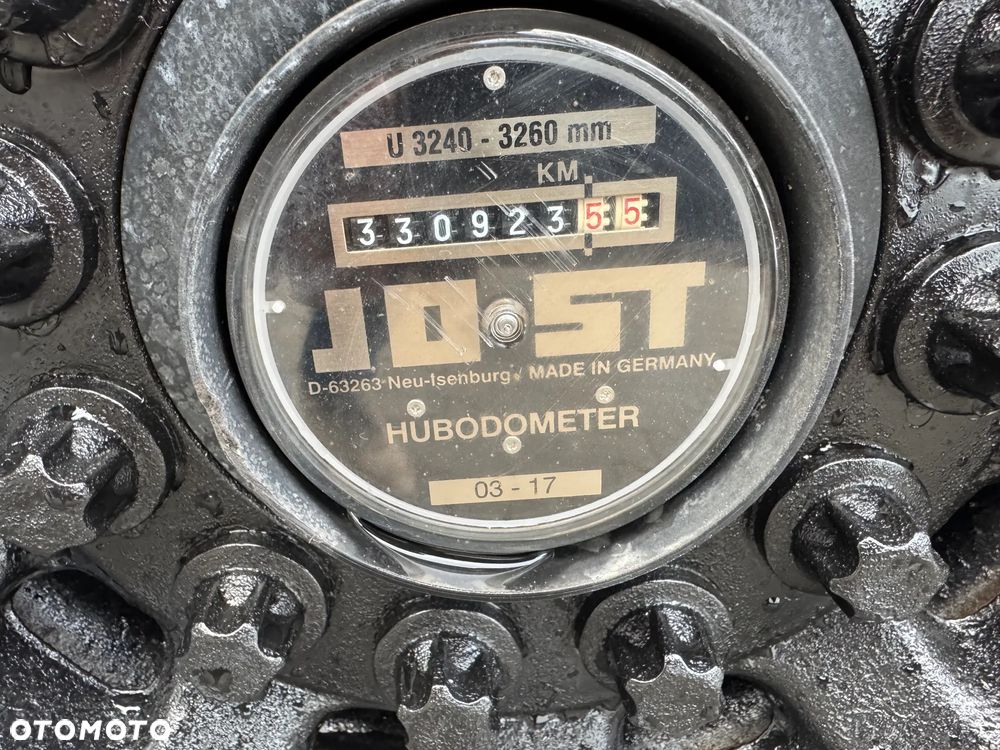 U 3240 - 3260 mm
KM
33092355
JOST
D-63263 Neu-Isenburg / MADE IN GERMANY
HUBODOMETER
03 - 17
OTOMOTO